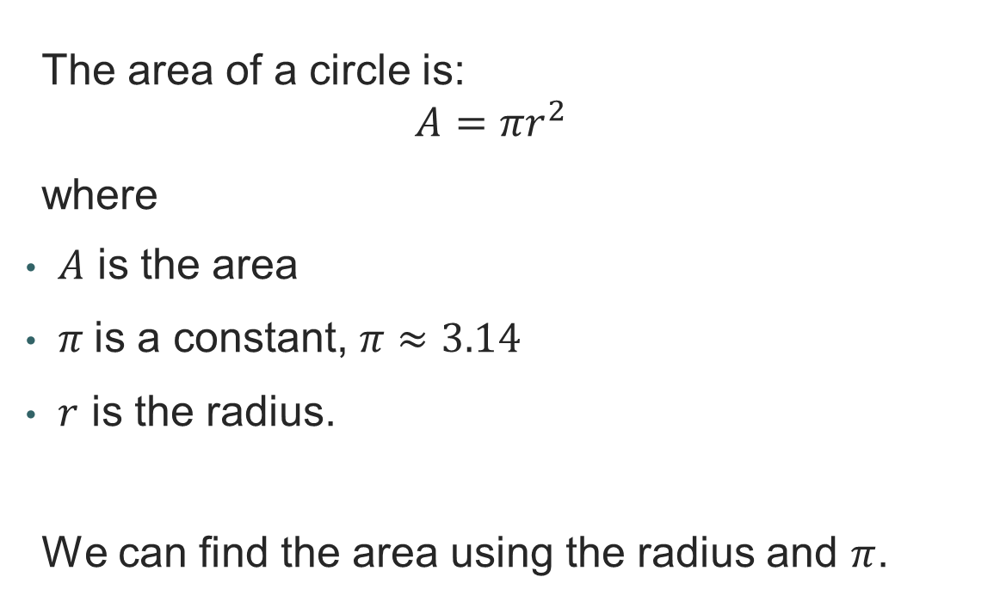 The area of a circle is:
𝐴 = 𝜋𝑟²
where
• 𝐴 is the area
• 𝜋 is a constant, 𝜋 ≈ 3.14
• 𝑟 is the radius.
We can find the area using the radius and 𝜋.